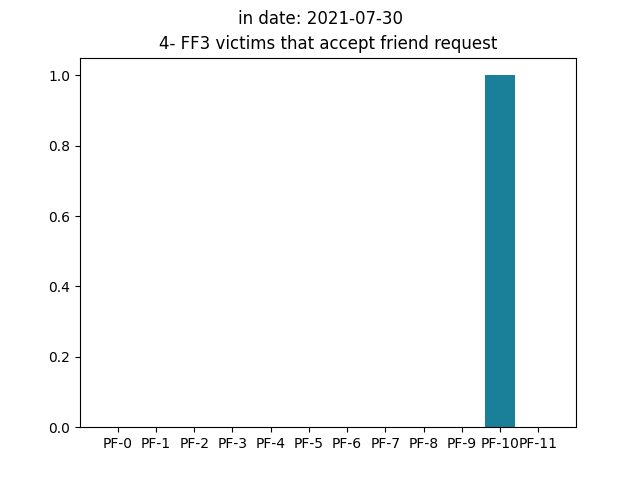 in date: 2021-07-30
4- FF3 victims that accept friend request
1.0
0.8
0.6
0.4
0.2
0.0
PF-0 PF-1 PF-2 PF-3 PF-4 PF-5 PF-6 PF-7 PF-8 PF-9 PF-10 PF-11